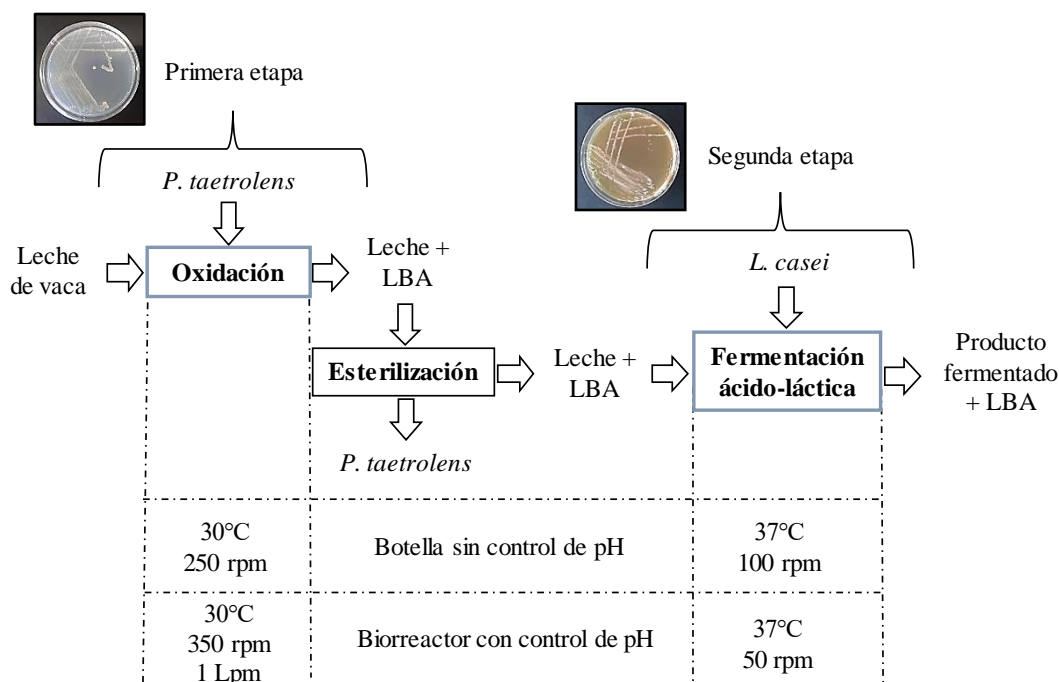 Primera etapa
P. taetrolens
Leche
de vaca
Oxidación
Leche +
LBA
Segunda etapa
L. casei
Esterilización
Leche +
LBA
Fermentación
ácido-láctica
Producto
fermentado
+ LBA
P. taetrolens
30°C
250 rpm
Botella sin control de pH
37°C
100 rpm
30°C
350 rpm
1 Lpm
Biorreactor con control de pH
37°C
50 rpm